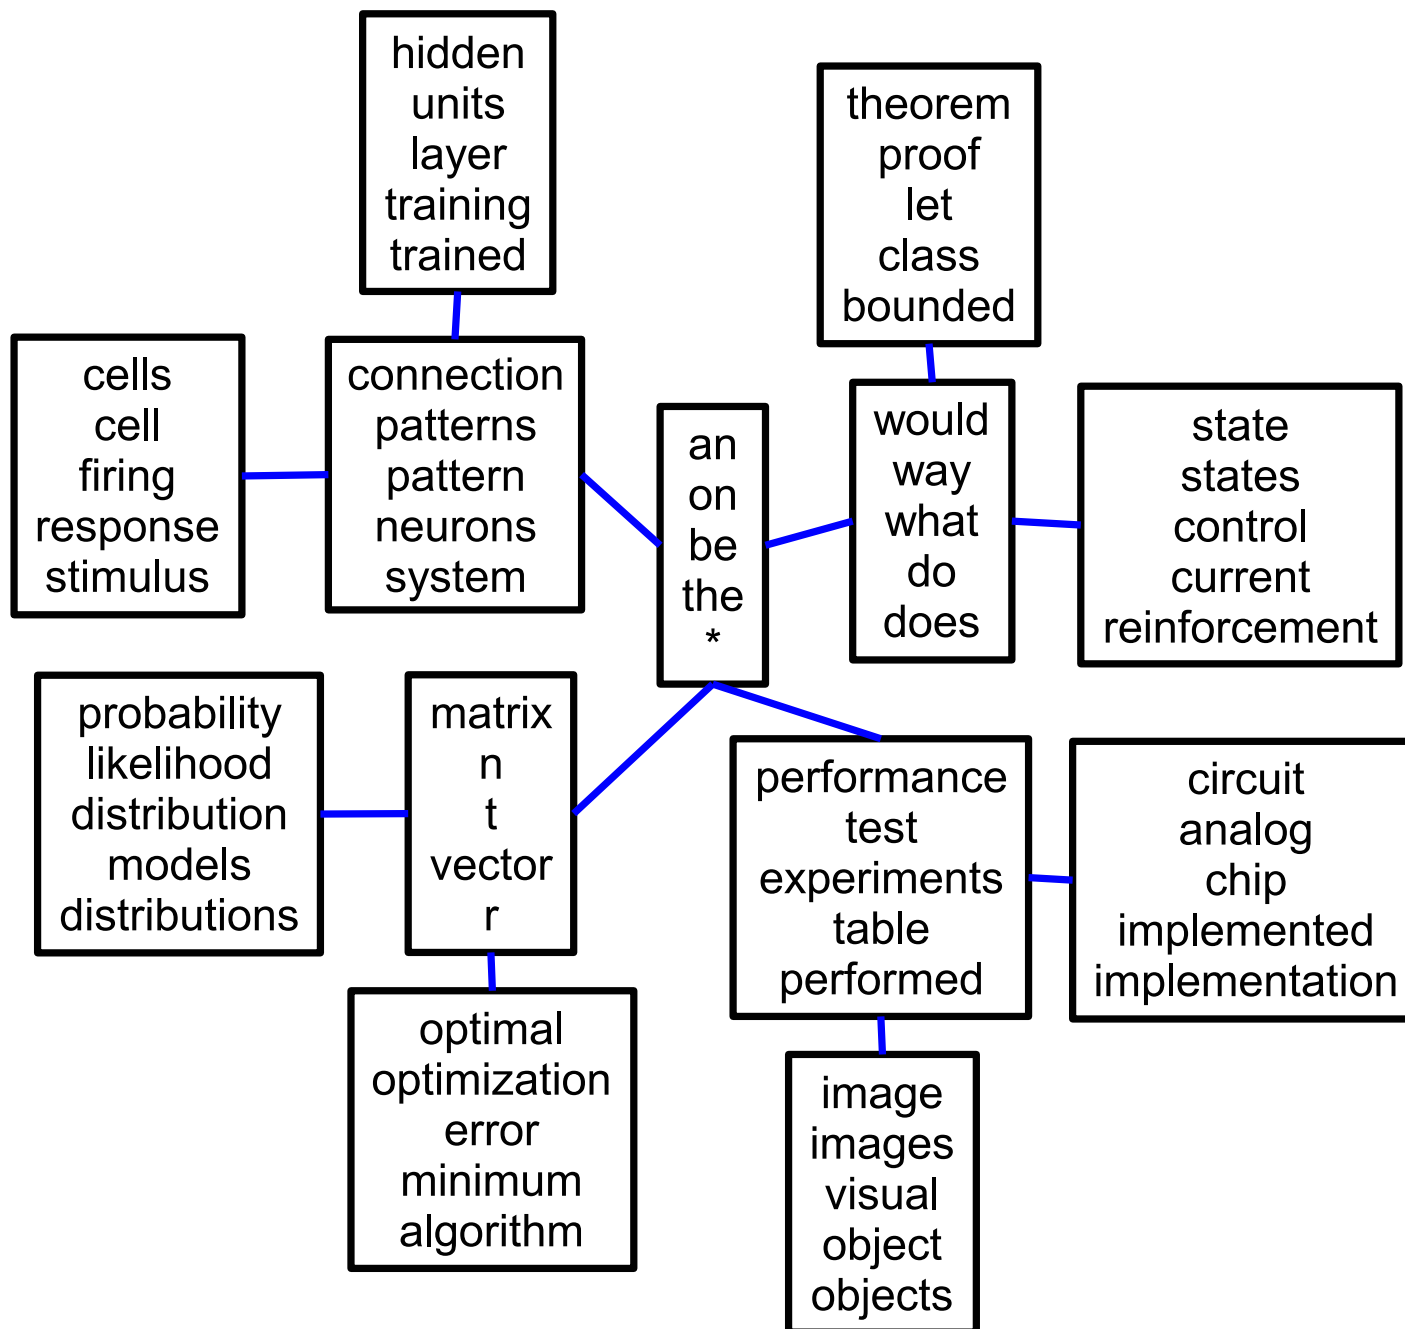 hidden
units
layer
training
trained
theorem
proof
let
class
bounded
cells
cell
firing
response
stimulus
connection
patterns
pattern
neurons
system
an
on
be
the
*
would
way
what
do
does
state
states
control
current
reinforcement
probability
likelihood
distribution
models
distributions
matrix
n
t
vector
r
performance
test
experiments
table
performed
circuit
analog
chip
implemented
implementation
optimal
optimization
error
minimum
algorithm
image
images
visual
object
objects